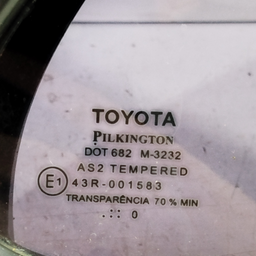 TOYOTA
PILKINGTON
DOT 682 M-3232
AS2 TEMPERED
E1 43R-001583
TRANSPARÊNCIA 70 % MIN
.:: 0